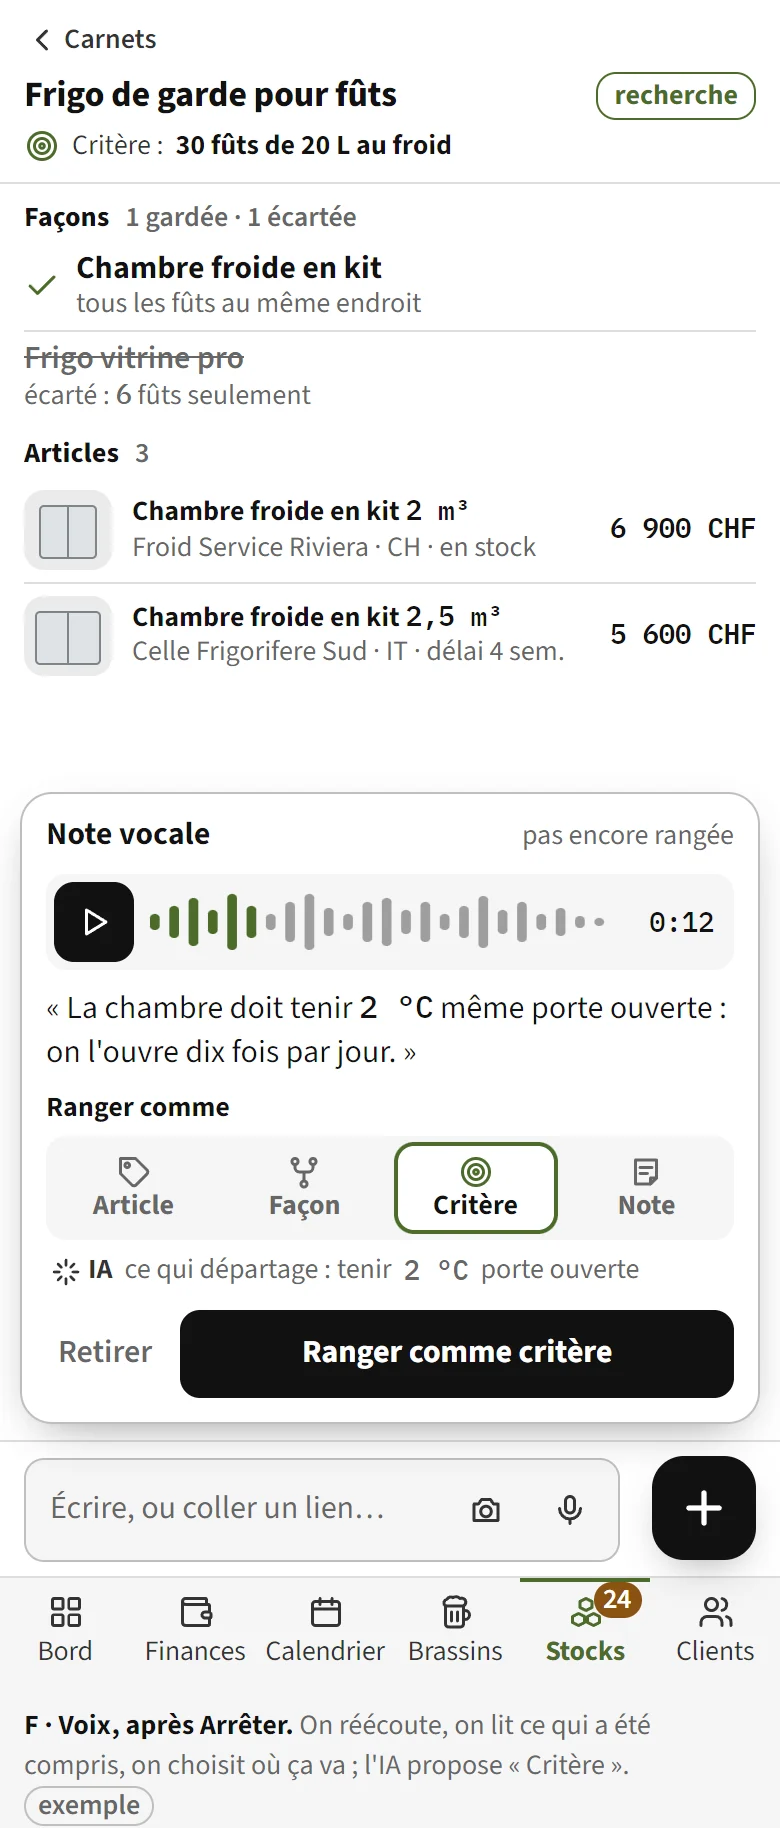 Carnets
Frigo de garde pour fûts
recherche
Critère : 30 fûts de 20 L au froid
Façons 1 gardée · 1 écartée
Chambre froide en kit
tous les fûts au même endroit
Frigo vitrine pro
écarté : 6 fûts seulement
Articles 3
Chambre froide en kit 2 m³
6 900 CHF
Froid Service Riviera · CH · en stock
Chambre froide en kit 2,5 m³
5 600 CHF
Celle Frigorifere Sud · IT · délai 4 sem.
Note vocale
pas encore rangée
0:12
« La chambre doit tenir 2 °C même porte ouverte :
on l'ouvre dix fois par jour. »
Ranger comme
Article Façon Critère Note
IA ce qui départage : tenir 2 °C porte ouverte
Retirer Ranger comme critère
Écrire, ou coller un lien…
24
Bord Finances Calendrier Brassins Stocks Clients
F · Voix, après Arrêter. On réécoute, on lit ce qui a été
compris, on choisit où ça va ; l'IA propose « Critère ».
exemple